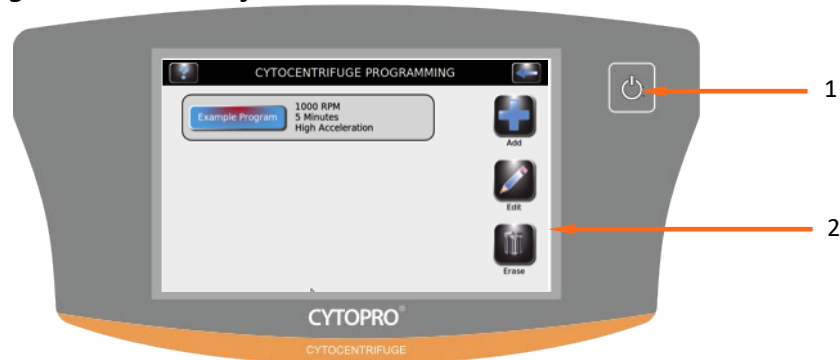 CYTOCENTRIFUGE PROGRAMMING
Example Program
1000 RPM
5 Minutes
High Acceleration
Add
Edit
Erase
1
2
CYTOPRO®
CYTOCENTRIFUGE